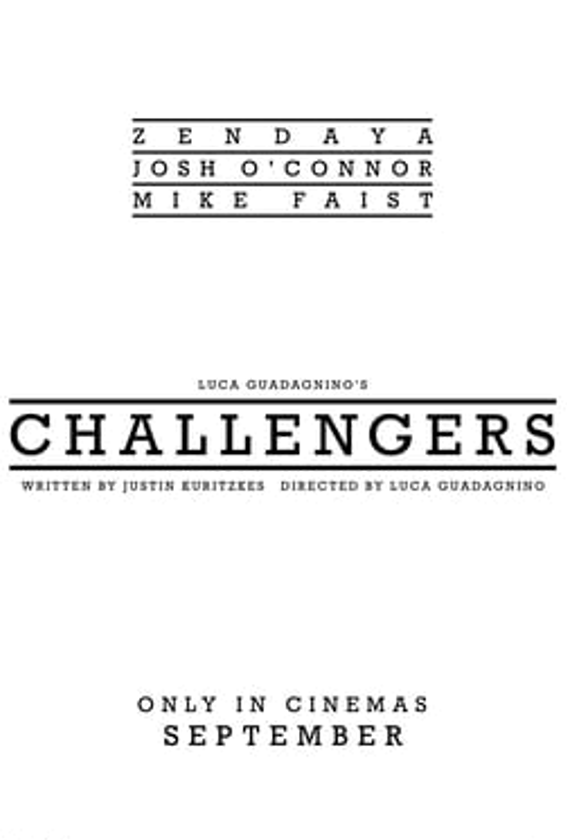 ZENDAYA
JOSH O'CONNOR
MIKE FAIST
LUCA GUADAGNINO'S
CHALLENGERS
WRITTEN BY JUSTIN KURITZKES DIRECTED BY LUCA GUADAGNINO
ONLY IN CINEMAS
SEPTEMBER